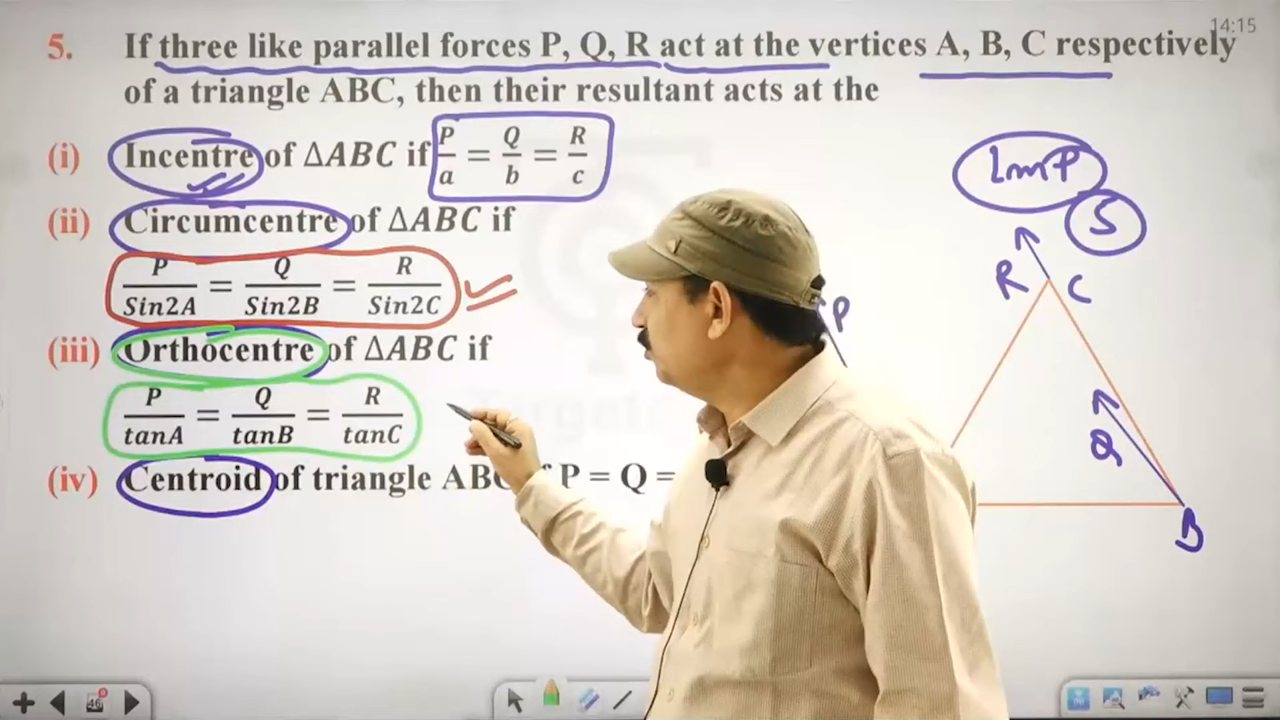 14:15
5. If three like parallel forces P, Q, R act at the vertices A, B, C respectively
of a triangle ABC, then their resultant acts at the
(i) Incentre of ΔABC if P/a = Q/b = R/c
(ii) Circumcentre of ΔABC if
P/Sin2A = Q/Sin2B = R/Sin2C
(iii) Orthocentre of ΔABC if
P/tanA = Q/tanB = R/tanC
(iv) Centroid of triangle P = Q =
ImP
5
R C
P
Q
B
46